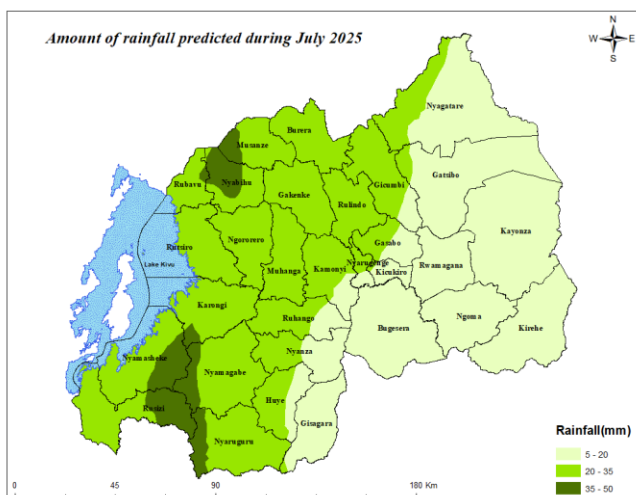 Amount of rainfall predicted during July 2025
N
W E
S
Nyagatare
Burera
Musanze
Gatsibo
Rubavu
Nyabihu
Gakenke
Rulindo
Gicumbi
Kayonza
Rutsiro
Ngororero
Gasabo
Lake Kivu
Muhanga
Kamonyi
Nyarugenge
Kicukiro
Rwamagana
Karongi
Ruhango
Bugesera
Ngoma
Kirehe
Nyamasheke
Nyamagabe
Nyanza
Rusizi
Huye
Gisagara
Nyaruguru
Rainfall(mm)
5 - 20
20 - 35
35 - 50
0 45 90 180 Km